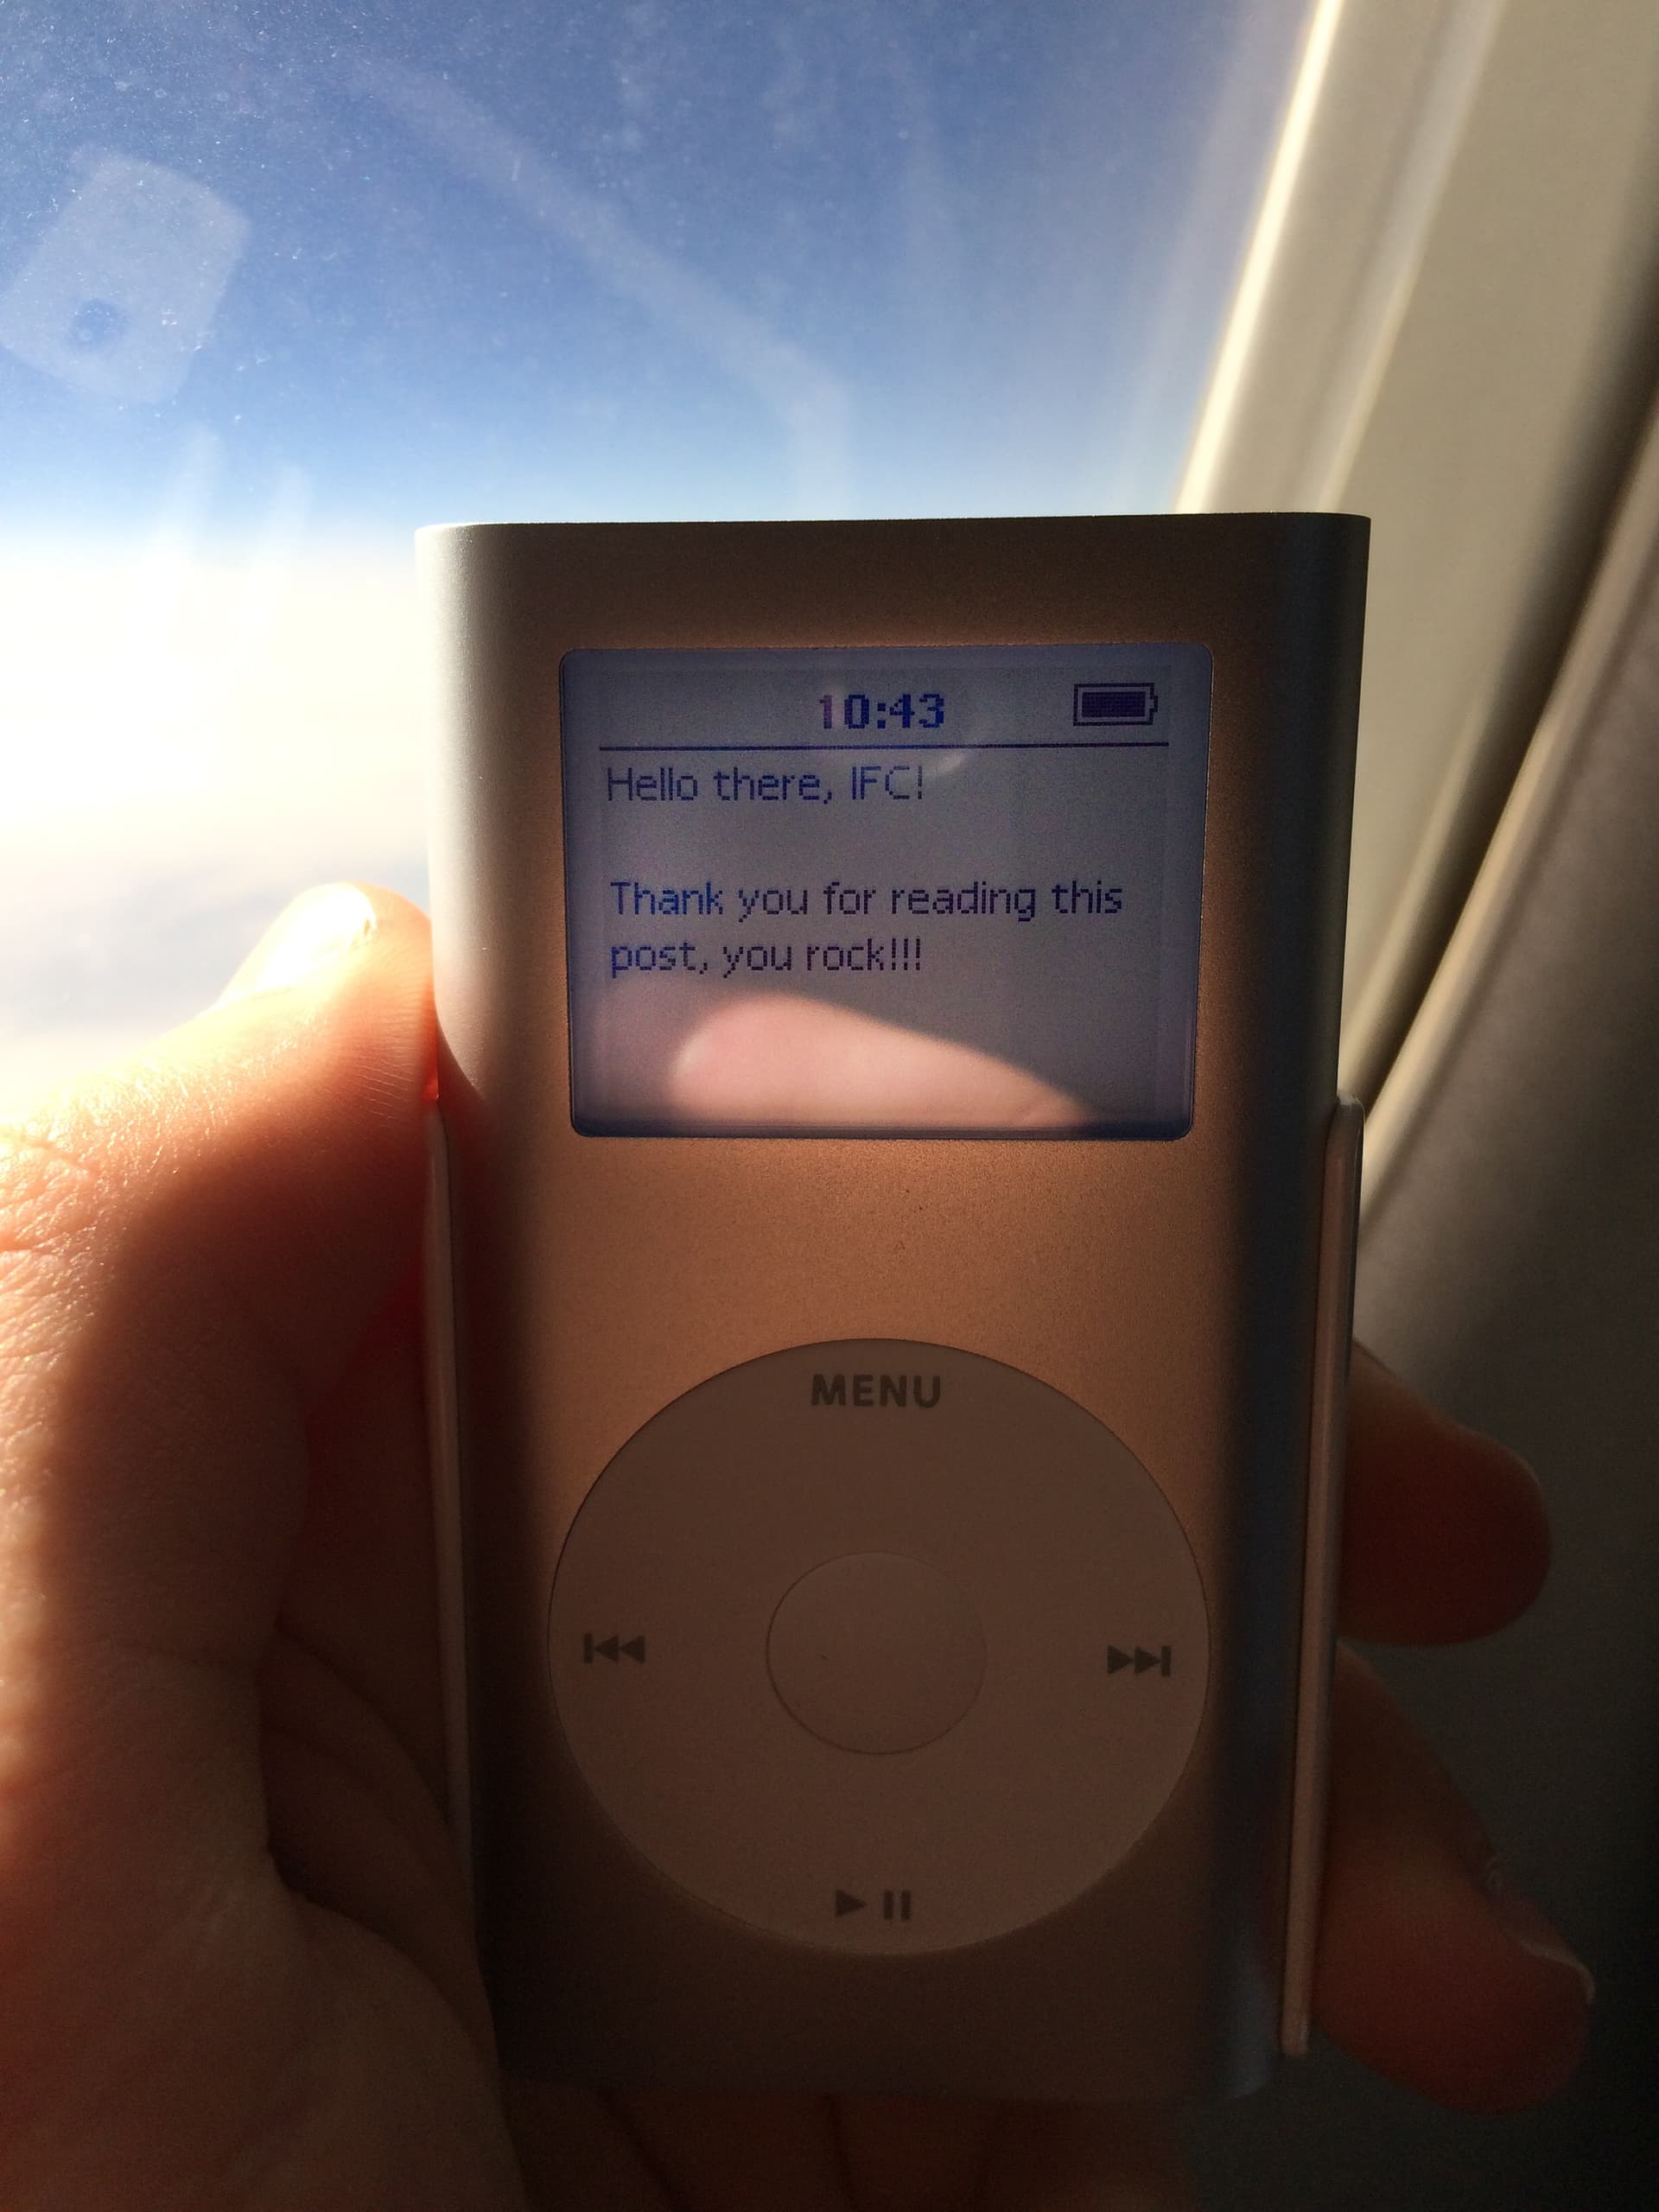 10:43
Hello there, IFC!
Thank you for reading this
post, you rock!!!
MENU